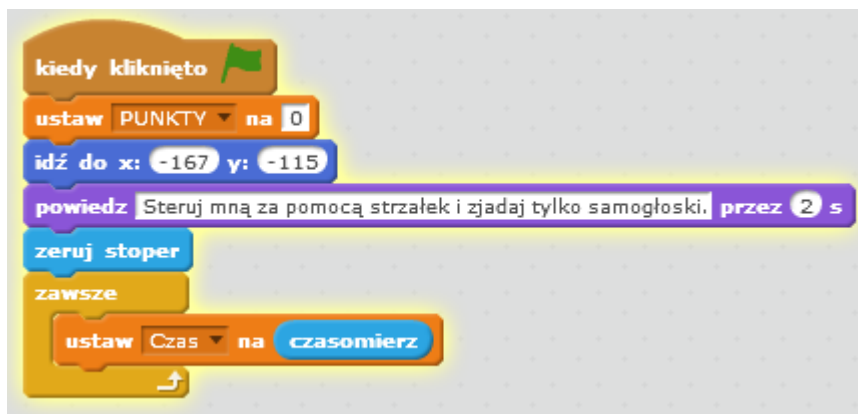 kiedy kliknięto
ustaw PUNKTY na 0
idź do x: -167 y: -115
powiedz Steruj mną za pomocą strzałek i zjadaj tylko samogłoski. przez 2 s
zeruj stoper
zawsze
ustaw Czas na czasomierz